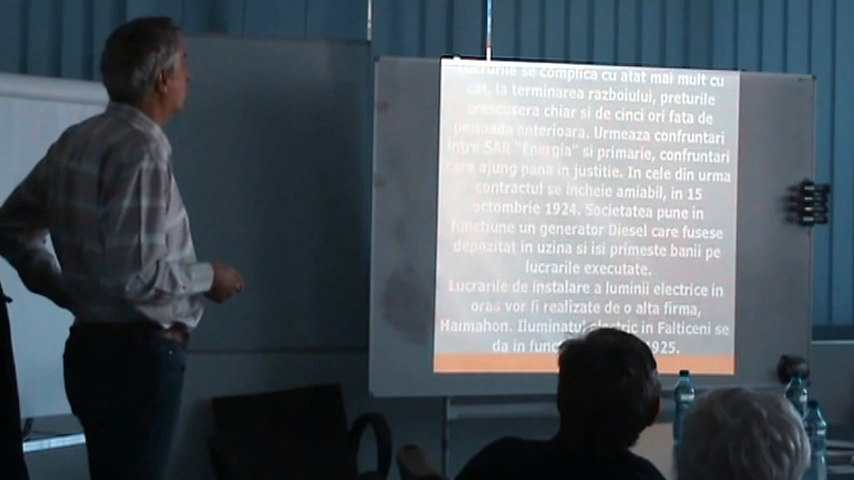 Lucrurile se complica cu atat mai mult cu
cat, la terminarea razboiului, preturile
crescusera chiar si de cinci ori fata de
perioada anterioara. Urmeaza confruntari
intre SAR "Energia" si primarie, confruntari
care ajung pana in justitie. In cele din urma
contractul se incheie amiabil, in 15
octombrie 1924. Societatea pune in
functiune un generator Diesel care fusese
depozitat in uzina si isi primeste banii pe
lucrarile executate.
Lucrarile de instalare a luminii electrice in
oras vor fi realizate de o alta firma,
Haimahon. Iluminatul electric in Falticeni se
da in 1925.